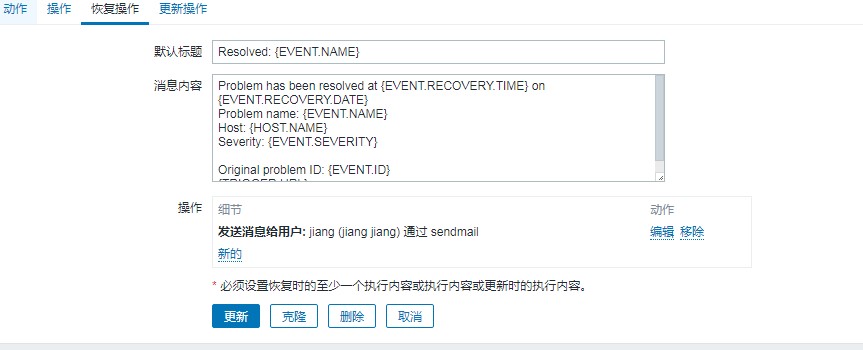 动作 操作 恢复操作 更新操作
默认标题 Resolved: {EVENT.NAME}
消息内容 Problem has been resolved at {EVENT.RECOVERY.TIME} on
{EVENT.RECOVERY.DATE}
Problem name: {EVENT.NAME}
Host: {HOST.NAME}
Severity: {EVENT.SEVERITY}
Original problem ID: {EVENT.ID}
操作 细节 动作
发送消息给用户: jiang (jiang jiang) 通过 sendmail 编辑 移除
新的
* 必须设置恢复时的至少一个执行内容或执行内容或更新时的执行内容。
更新 克隆 删除 取消